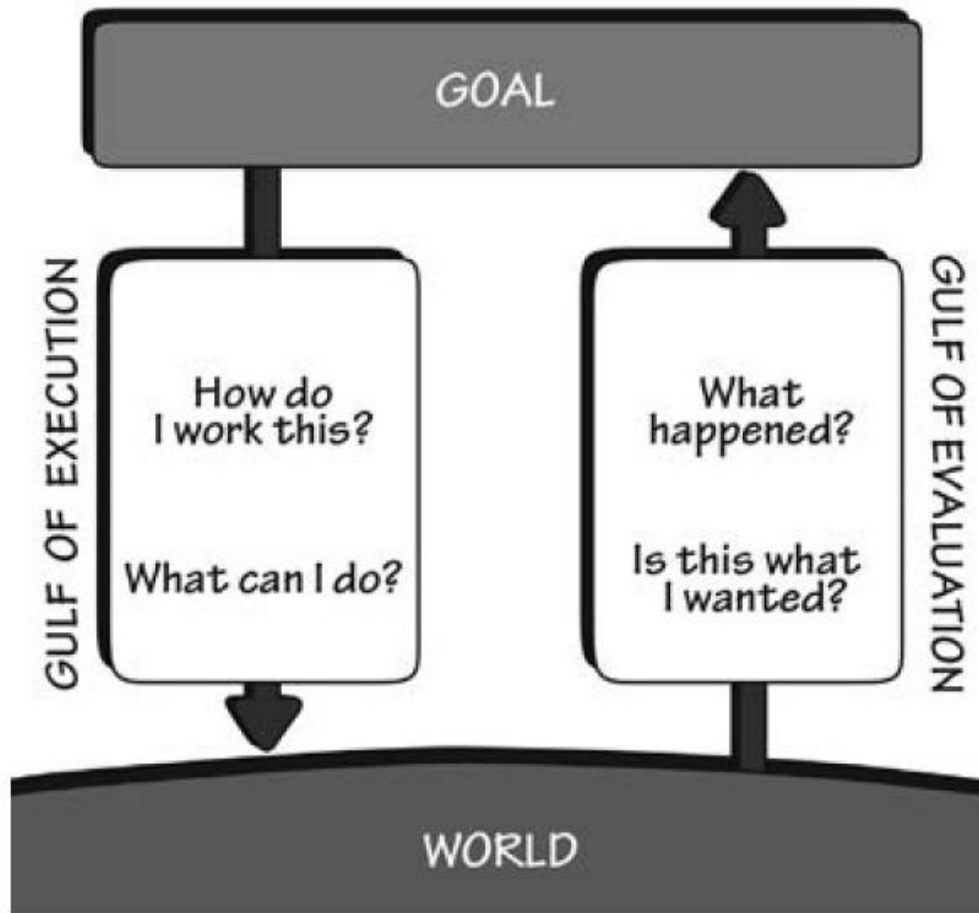 GOAL
GULF OF EXECUTION
How do
I work this?
What can I do?
What
happened?
Is this what
I wanted?
GULF OF EVALUATION
WORLD